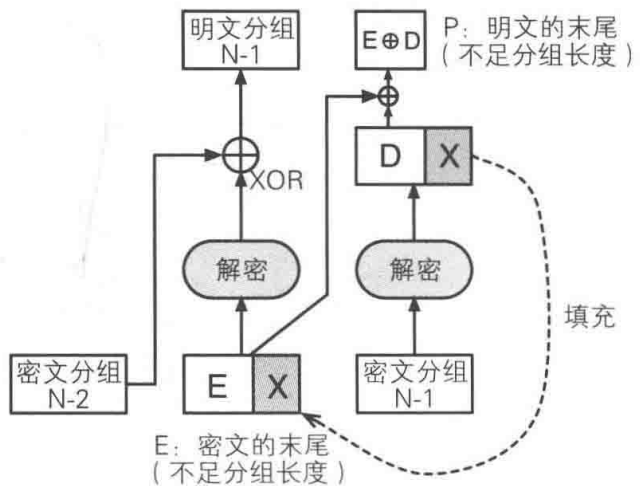 明文分组
N-1
E⊕D
P：明文的末尾
（不足分组长度）
D
X
XOR
解密
解密
填充
密文分组
N-2
E
X
密文分组
N-1
E：密文的末尾
（不足分组长度）